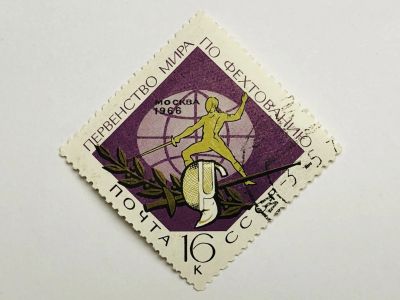 ПЕРВЕНСТВО МИРА ПО ФЕХТОВАНИЮ
МОСКВА
1966
ПОЧТА СССР
16 К